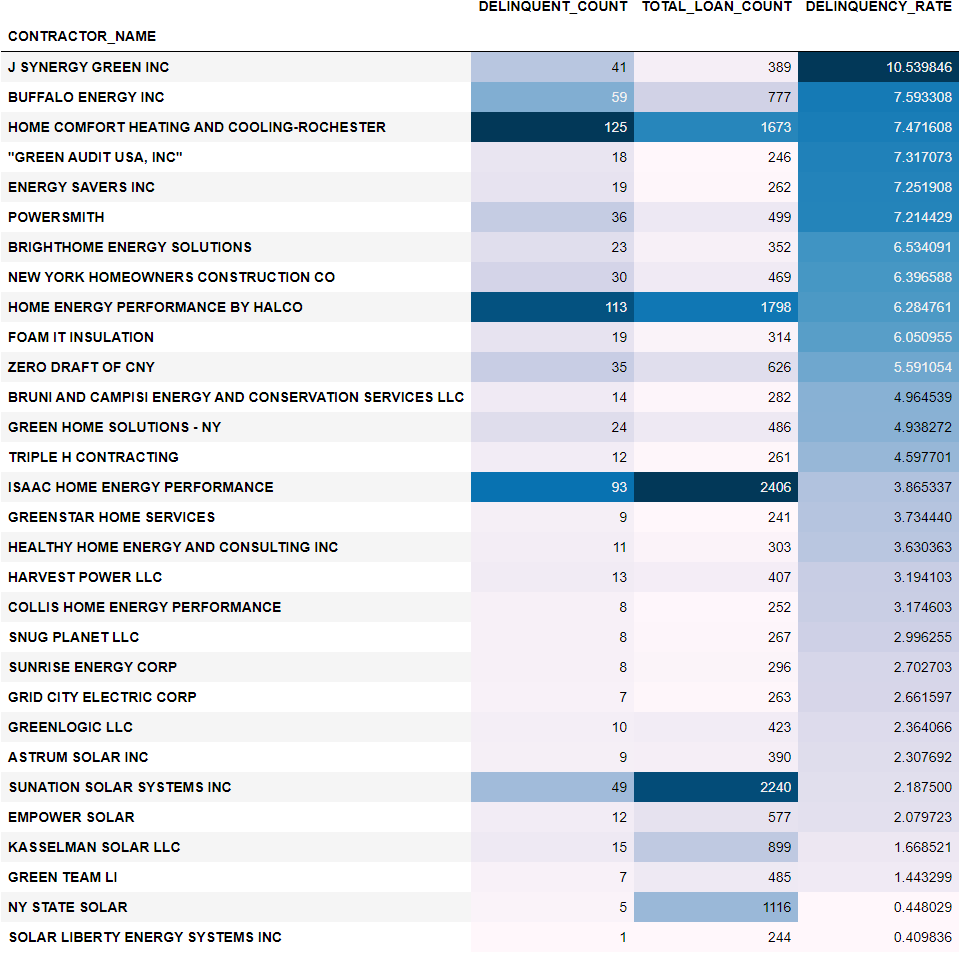 DELINQUENT_COUNT TOTAL_LOAN_COUNT DELINQUENCY_RATE
CONTRACTOR_NAME
J SYNERGY GREEN INC 41 389 10.539846
BUFFALO ENERGY INC 59 777 7.593308
HOME COMFORT HEATING AND COOLING-ROCHESTER 125 1673 7.471608
"GREEN AUDIT USA, INC" 18 246 7.317073
ENERGY SAVERS INC 19 262 7.251908
POWERSMITH 36 499 7.214429
BRIGHTHOME ENERGY SOLUTIONS 23 352 6.534091
NEW YORK HOMEOWNERS CONSTRUCTION CO 30 469 6.396588
HOME ENERGY PERFORMANCE BY HALCO 113 1798 6.284761
FOAM IT INSULATION 19 314 6.050955
ZERO DRAFT OF CNY 35 626 5.591054
BRUNI AND CAMPISI ENERGY AND CONSERVATION SERVICES LLC 14 282 4.964539
GREEN HOME SOLUTIONS - NY 24 486 4.938272
TRIPLE H CONTRACTING 12 261 4.597701
ISAAC HOME ENERGY PERFORMANCE 93 2406 3.865337
GREENSTAR HOME SERVICES 9 241 3.734440
HEALTHY HOME ENERGY AND CONSULTING INC 11 303 3.630363
HARVEST POWER LLC 13 407 3.194103
COLLIS HOME ENERGY PERFORMANCE 8 252 3.174603
SNUG PLANET LLC 8 267 2.996255
SUNRISE ENERGY CORP 8 296 2.702703
GRID CITY ELECTRIC CORP 7 263 2.661597
GREENLOGIC LLC 10 423 2.364066
ASTRUM SOLAR INC 9 390 2.307692
SUNATION SOLAR SYSTEMS INC 49 2240 2.187500
EMPOWER SOLAR 12 577 2.079723
KASSELMAN SOLAR LLC 15 899 1.668521
GREEN TEAM LI 7 485 1.443299
NY STATE SOLAR 5 1116 0.448029
SOLAR LIBERTY ENERGY SYSTEMS INC 1 244 0.409836